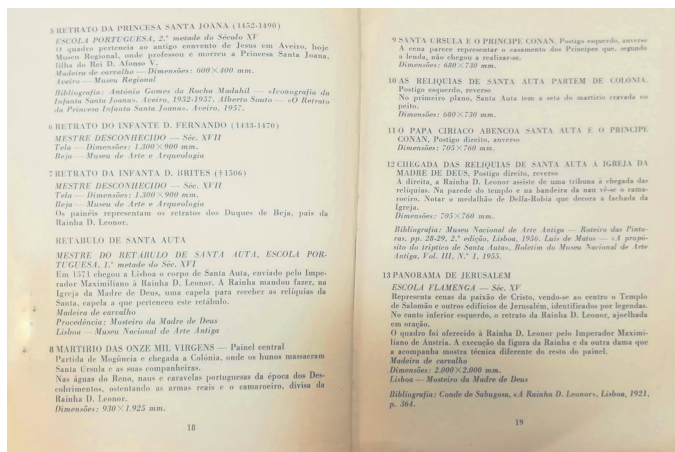 5 RETRATO DA PRINCESA SANTA JOANA (1452-1490)
ESCOLA PORTUGUESA, 2.ª metade do Século XV
O quadro pertencia ao antigo convento de Jesus em Aveiro, hoje
Museu Regional, onde professou e morreu a Princesa Santa Joana,
filha do Rei D. Afonso V.
Madeira de carvalho — Dimensões: 600×400 mm.
Aveiro — Museu Regional
Bibliografia: António Gomes da Rocha Madahil — «Iconografia da
Infanta Santa Joana». Aveiro, 1952-1957. Alberto Souto — «O Retrato
da Princesa Infanta Santa Joana». Aveiro, 1957.
6 RETRATO DO INFANTE D. FERNANDO (1433-1470)
MESTRE DESCONHECIDO — Séc. XVII
Tela — Dimensões: 1.300×900 mm.
Beja — Museu de Arte e Arqueologia
7 RETRATO DA INFANTA D. BRITES (†1506)
MESTRE DESCONHECIDO — Séc. XVII
Tela — Dimensões: 1.300×900 mm.
Beja — Museu de Arte e Arqueologia
Os painéis representam os retratos dos Duques de Beja, pais da
Rainha D. Leonor.
RETABULO DE SANTA AUTA
MESTRE DO RETABULO DE SANTA AUTA, ESCOLA POR-
TUGUESA, 1.ª metade do Séc. XVI
Em 1571 chegou a Lisboa o corpo de Santa Auta, enviado pelo Impe-
rador Maximiliano à Rainha D. Leonor. A Rainha mandou fazer, na
Igreja da Madre de Deus, uma capela para receber as relíquias da
Santa, capela a que pertenceu este retábulo.
Madeira de carvalho
Procedência: Mosteiro da Madre de Deus
Lisboa — Museu Nacional de Arte Antiga
8 MARTIRIO DAS ONZE MIL VIRGENS — Painel central
Partida de Mogúncia e chegada a Colónia, onde os hunos massacram
Santa Úrsula e as suas companheiras.
Nas águas do Reno, naus e caravelas portuguesas da época dos Des-
cobrimentos, ostentando as armas reais e o camaroeiro, divisa da
Rainha D. Leonor.
Dimensões: 930×1.925 mm.
18
9 SANTA URSULA E O PRINCIPE CONAN, Postigo esquerdo, anverso
A cena parece representar o casamento dos Príncipes que, segundo
a lenda, não chegou a realizar-se.
Dimensões: 680×730 mm.
10 AS RELIQUIAS DE SANTA AUTA PARTEM DE COLÓNIA,
Postigo esquerdo, reverso
No primeiro plano, Santa Auta tem a seta do martírio cravada no
peito.
Dimensões: 680×730 mm.
11 O PAPA CIRIACO ABENÇOA SANTA AUTA E O PRINCIPE
CONAN, Postigo direito, anverso
Dimensões: 705×760 mm.
12 CHEGADA DAS RELIQUIAS DE SANTA AUTA À IGREJA DA
MADRE DE DEUS, Postigo direito, reverso
A direita, a Rainha D. Leonor assiste de uma tribuna à chegada das
relíquias. Na parede do templo e na bandeira da nau vê-se o cama-
roeiro. Notar o medalhão de Della-Robia que decora a fachada da
Igreja.
Dimensões: 705×760 mm.
Bibliografia: Museu Nacional de Arte Antiga — Roteiro das Pintu-
ras, pp. 28-29, 2.ª edição, Lisboa, 1956. Luís de Matos — «A propó-
sito do tríptico de Santa Auta», Boletim do Museu Nacional de Arte
Antiga, Vol. III, N.º 1, 1955.
13 PANORAMA DE JERUSALÉM
ESCOLA FLAMENGA — Séc. XV
Representa cenas da paixão de Cristo, vendo-se ao centro o Templo
de Salomão e outros edifícios de Jerusalém, identificados por legendas.
No canto inferior esquerdo, o retrato da Rainha D. Leonor, ajoelhada
em oração.
O quadro foi oferecido à Rainha D. Leonor pelo Imperador Maximi-
liano de Áustria. A execução da figura da Rainha e da outra dama que
a acompanha mostra técnica diferente do resto do painel.
Madeira de carvalho
Dimensões: 2.000×2.000 mm.
Lisboa — Mosteiro da Madre de Deus
Bibliografia: Conde de Sabugosa, «A Rainha D. Leonor», Lisboa, 1921,
p. 364.
19